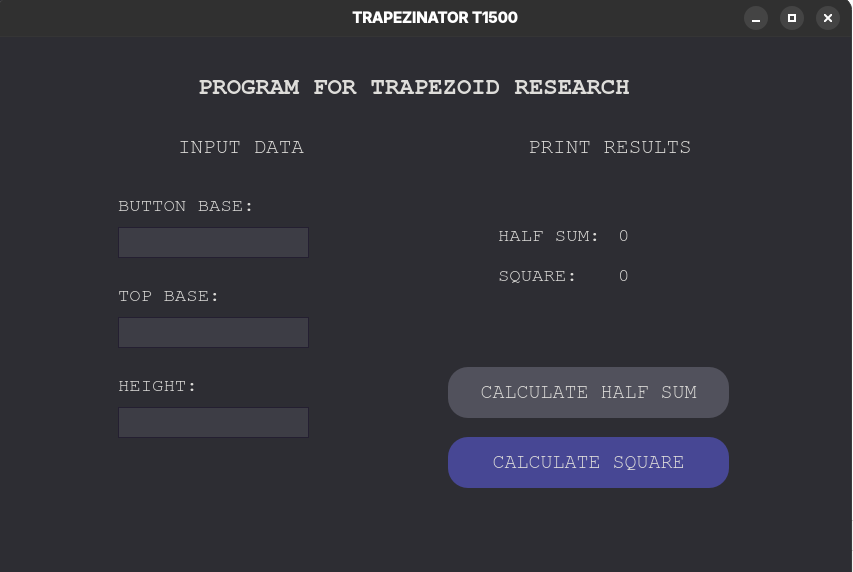 TRAPEZINATOR T1500
PROGRAM FOR TRAPEZOID RESEARCH
INPUT DATA
BUTTON BASE:
TOP BASE:
HEIGHT:
PRINT RESULTS
HALF SUM: 0
SQUARE: 0
CALCULATE HALF SUM
CALCULATE SQUARE